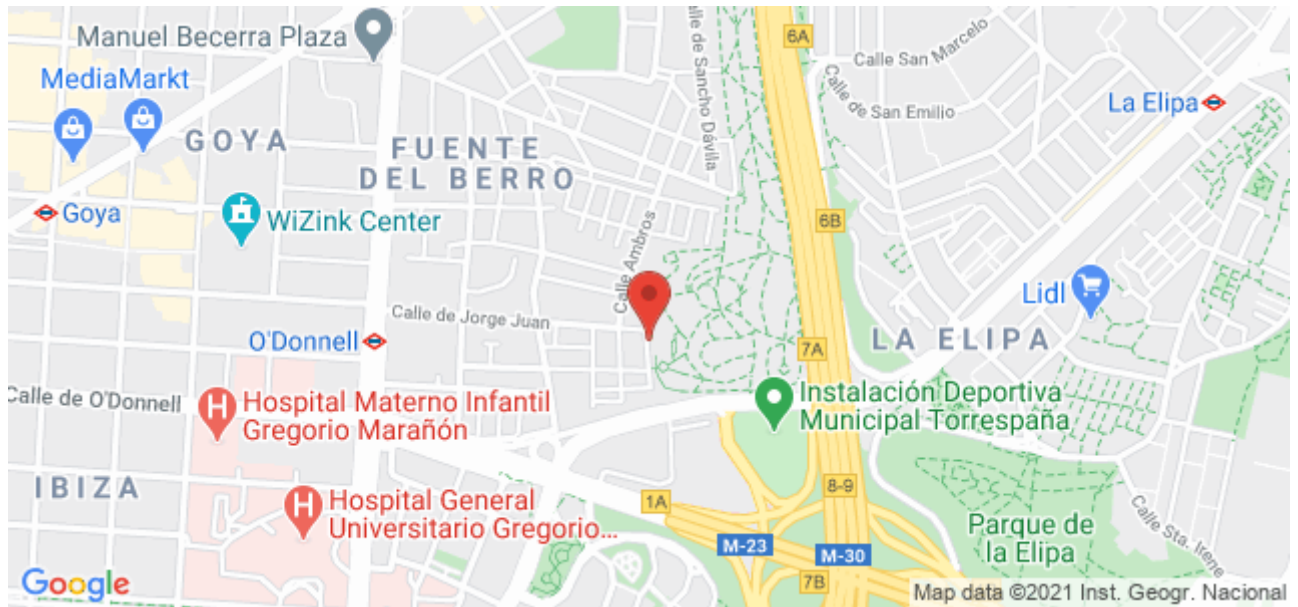 Manuel Becerra Plaza
MediaMarkt
GOYA
FUENTE
DEL BERRO
Goya
WiZink Center
Calle Ambros
alle de Sancho Dávila
6A
Calle San Marcelo
Calle de San Emilio
La Elipa
6B
Lidl
LA ELIPA
7A
Calle de Jorge Juan
O'Donnell
Calle de O'Donnell
Hospital Materno Infantil
Gregorio Marañón
Instalación Deportiva
Municipal Torrespaña
IBIZA
Hospital General
Universitario Gregorio...
1A
8-9
M-23
M-30
7B
Parque de
la Elipa
Calle Sta. Irene
Google
Map data ©2021 Inst. Geogr. Nacional